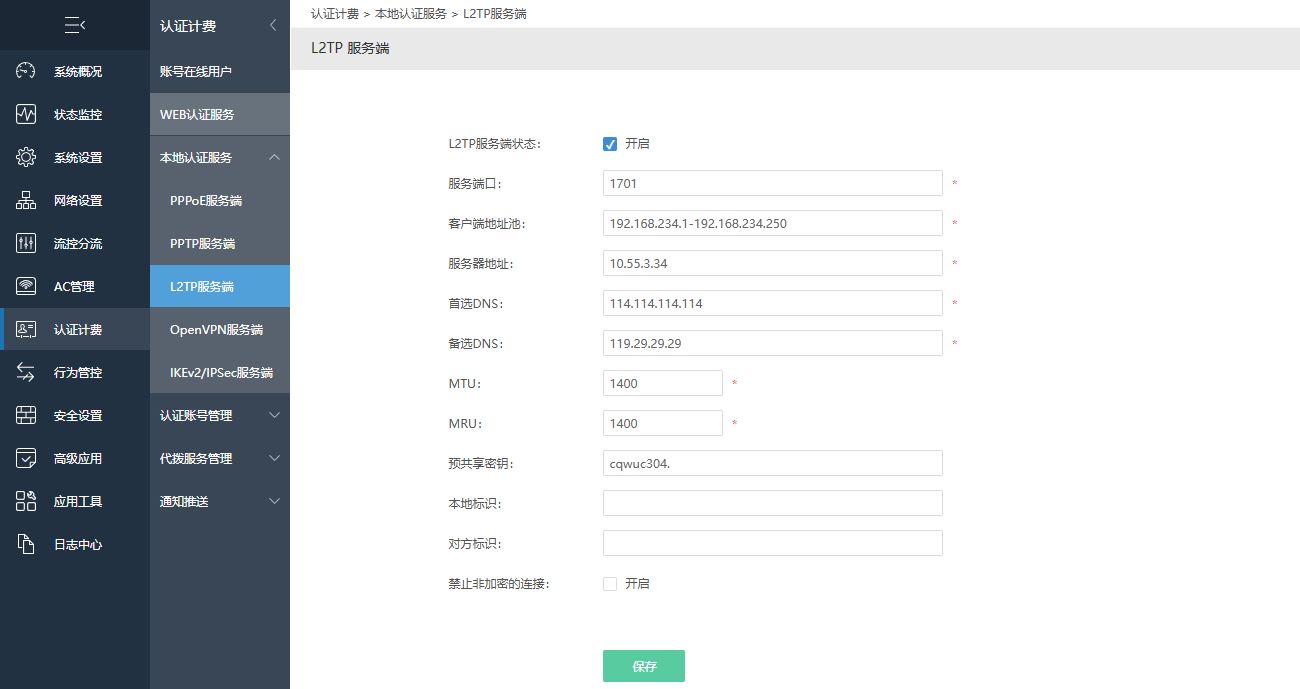 系统概况
状态监控
系统设置
网络设置
流控分流
AC管理
认证计费
行为管控
安全设置
高级应用
应用工具
日志中心
认证计费
账号在线用户
WEB认证服务
本地认证服务
PPPoE服务端
PPTP服务端
L2TP服务端
OpenVPN服务端
IKEv2/IPSec服务端
认证账号管理
代拨服务管理
通知推送
认证计费 > 本地认证服务 > L2TP服务端
L2TP 服务端
L2TP服务端状态: 开启
服务端口: 1701 *
客户端地址池: 192.168.234.1-192.168.234.250 *
服务器地址: 10.55.3.34 *
首选DNS: 114.114.114.114 *
备选DNS: 119.29.29.29 *
MTU: 1400 *
MRU: 1400 *
预共享密钥: cqwuc304.
本地标识:
对方标识:
禁止非加密的连接: 开启
保存